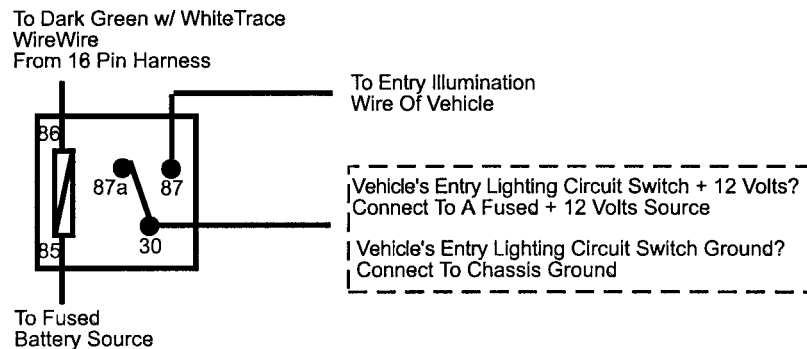 To Dark Green w/ WhiteTrace
WireWire
From 16 Pin Harness
To Entry Illumination
Wire Of Vehicle
86
87a
87
85
30
Vehicle's Entry Lighting Circuit Switch + 12 Volts?
Connect To A Fused + 12 Volts Source
Vehicle's Entry Lighting Circuit Switch Ground?
Connect To Chassis Ground
To Fused
Battery Source